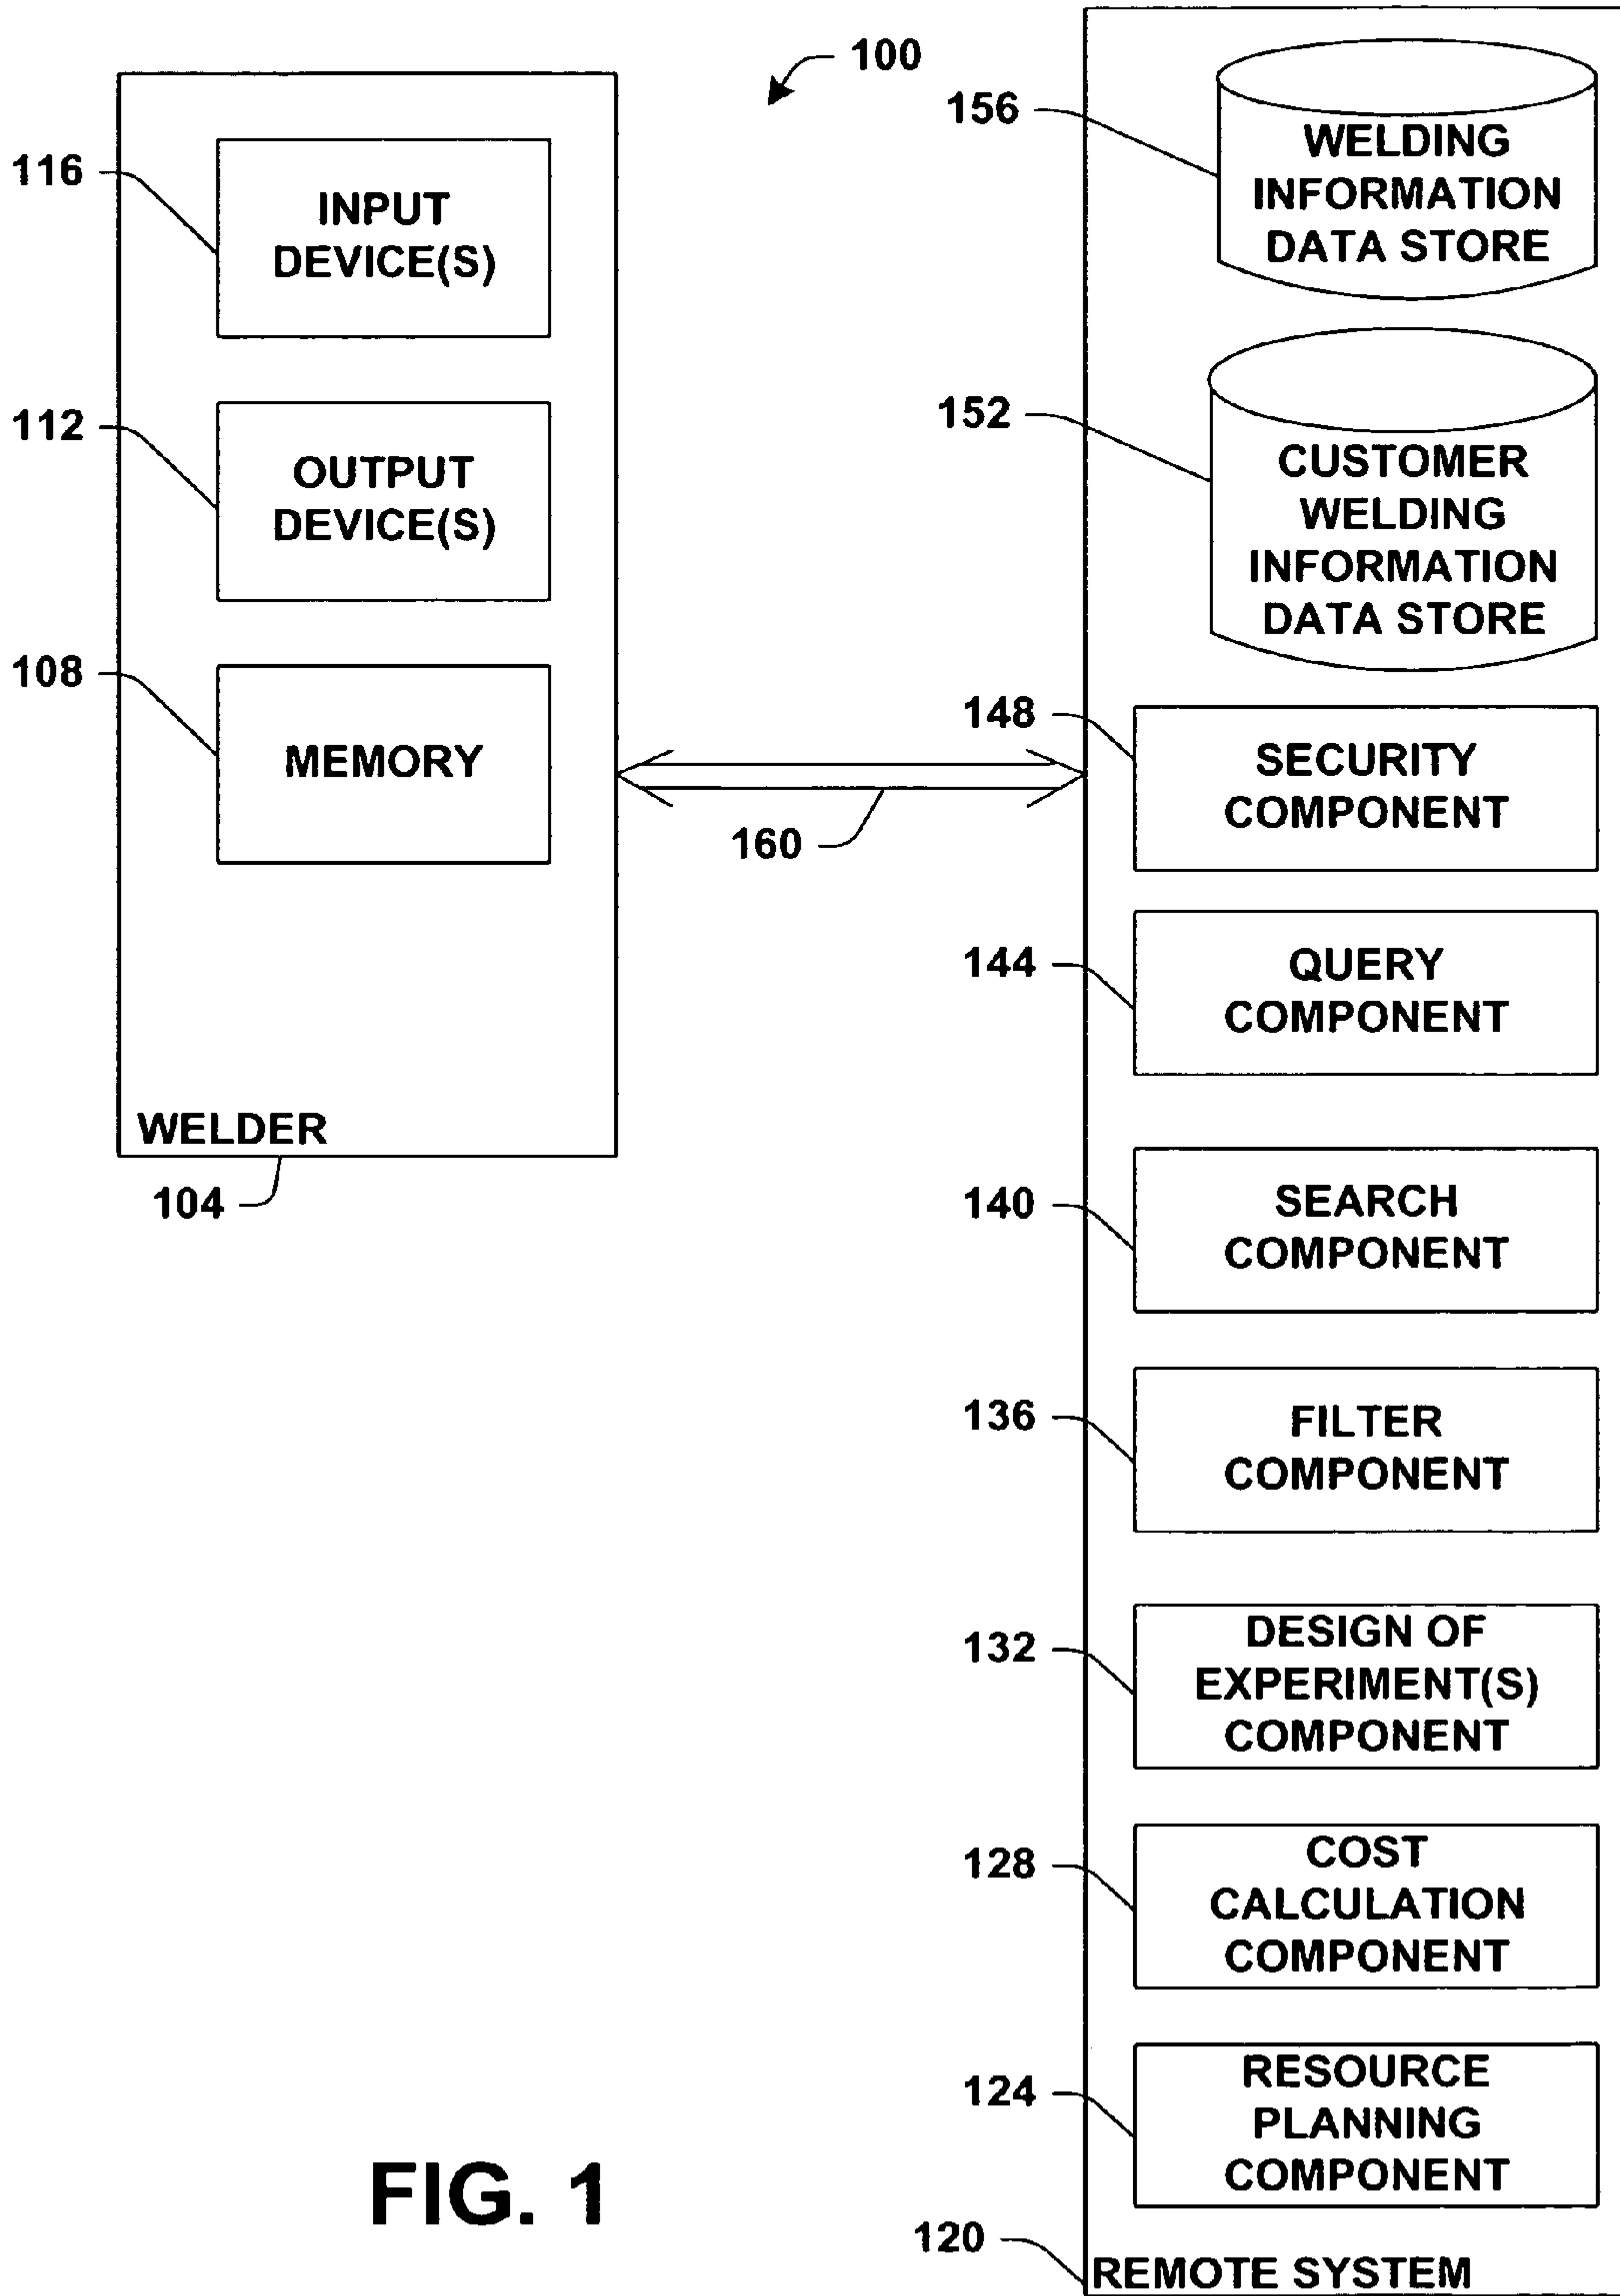 100
116
INPUT
DEVICE(S)
112
OUTPUT
DEVICE(S)
108
MEMORY
WELDER
104
160
156
WELDING
INFORMATION
DATA STORE
152
CUSTOMER
WELDING
INFORMATION
DATA STORE
148
SECURITY
COMPONENT
144
QUERY
COMPONENT
140
SEARCH
COMPONENT
136
FILTER
COMPONENT
132
DESIGN OF
EXPERIMENT(S)
COMPONENT
128
COST
CALCULATION
COMPONENT
124
RESOURCE
PLANNING
COMPONENT
120
REMOTE SYSTEM
FIG. 1